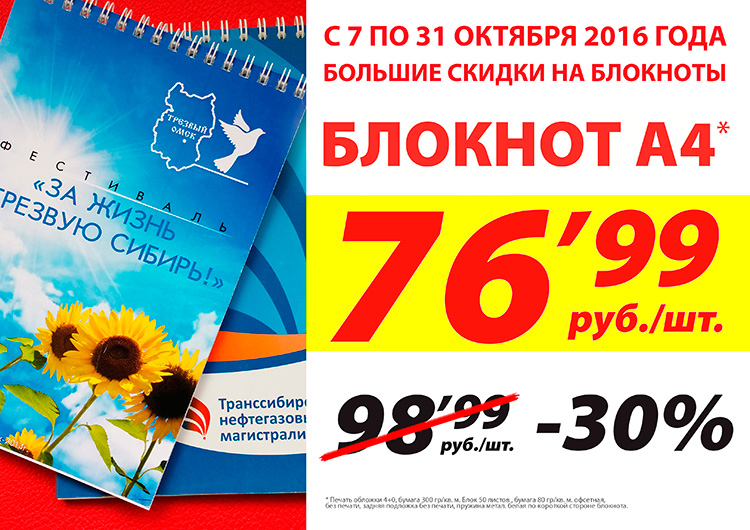 С 7 ПО 31 ОКТЯБРЯ 2016 ГОДА
БОЛЬШИЕ СКИДКИ НА БЛОКНОТЫ
БЛОКНОТ А4*
76’99
руб./шт.
98’99
руб./шт.
-30%
* Печать обложки 4+0, бумага 300 гр/кв. м. Блок 50 листов , бумага 80 гр/кв. м. офсетная,
без печати, задняя подложка без печати, пружина метал. белая по короткой стороне блокнота.
ТРЕЗВЫЙ
ОМСК
ФЕСТИВАЛЬ
«ЗА ЖИЗНЬ
ТРЕЗВУЮ СИБИРЬ!»
Транссибирс
нефтегазовы
магистрали